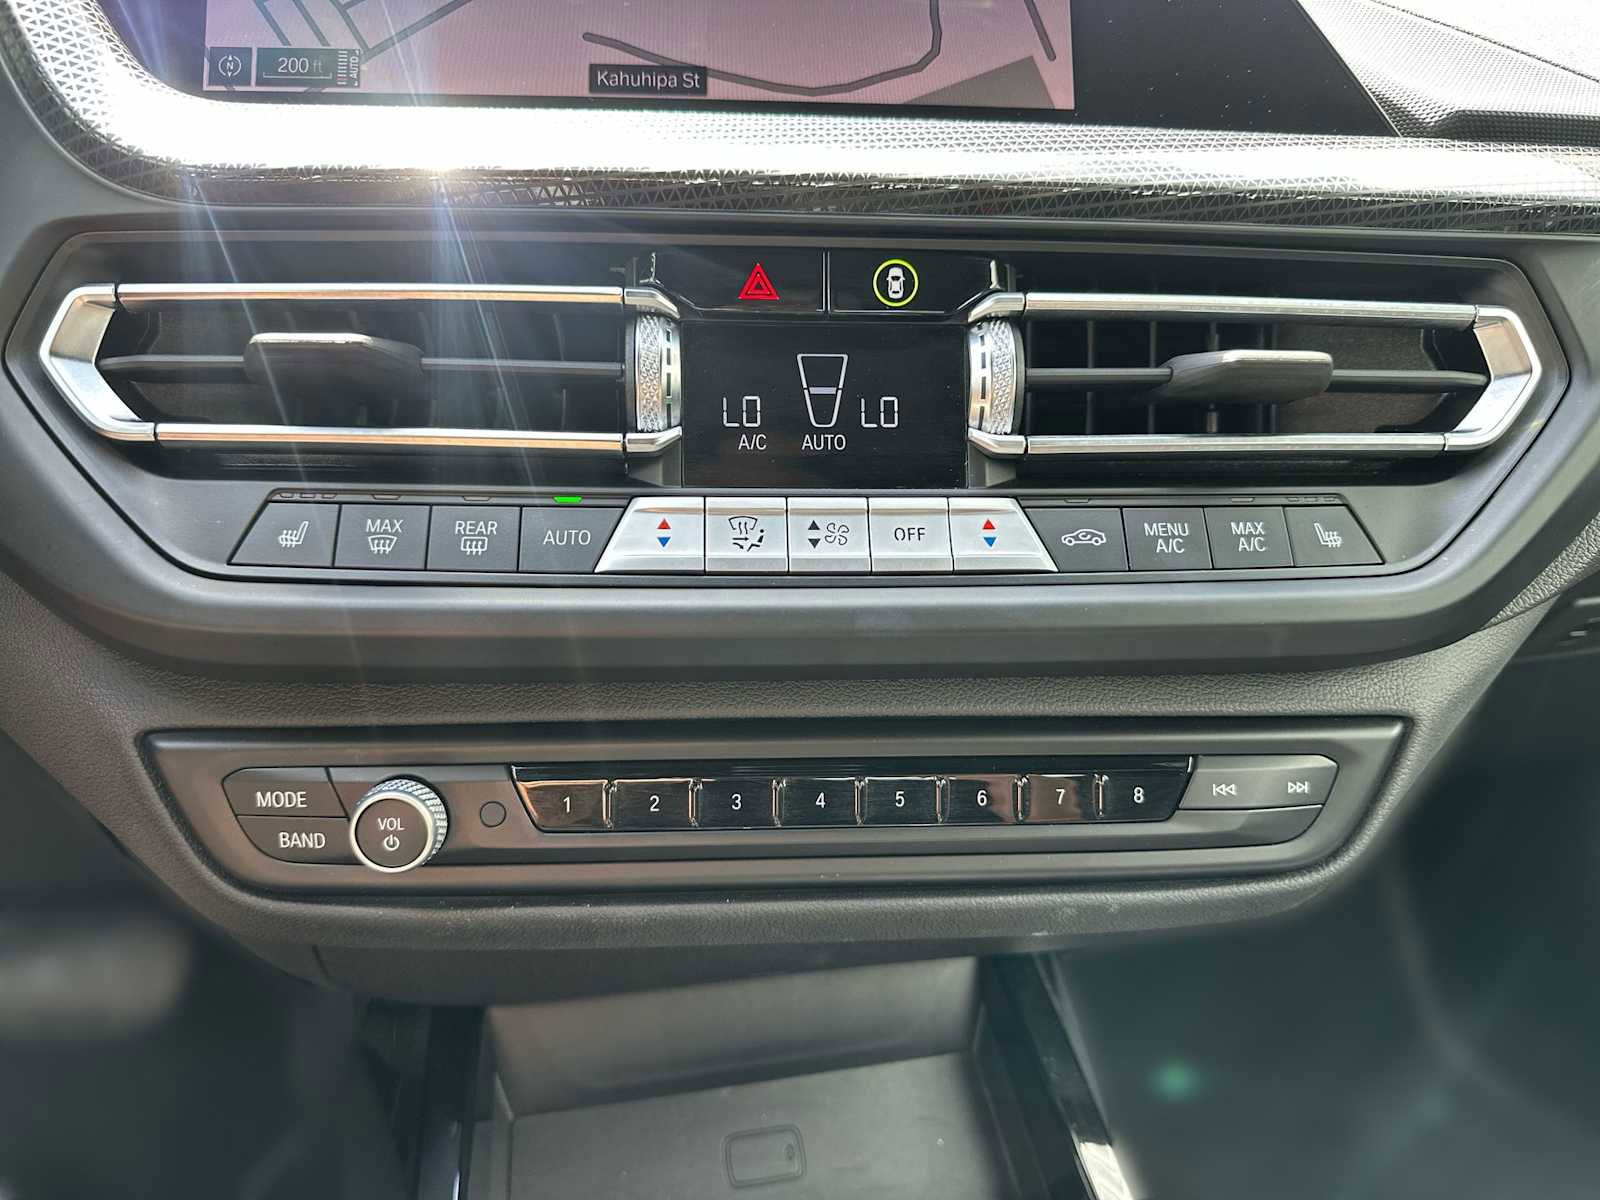 N
200 ft
AUTO
Kahuhipa St
LO
LO
A/C
AUTO
MAX
REAR
AUTO
OFF
MENU
A/C
MAX
A/C
MODE
BAND
VOL
1
2
3
4
5
6
7
8